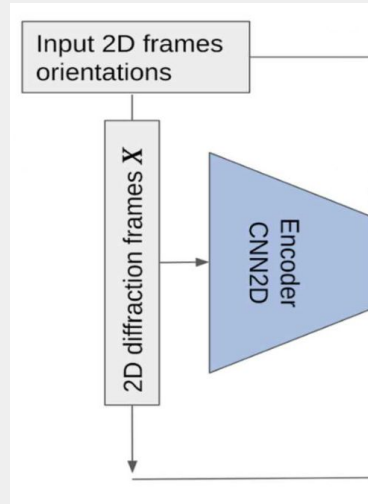 Input 2D frames
orientations
2D diffraction frames X
Encoder
CNN2D